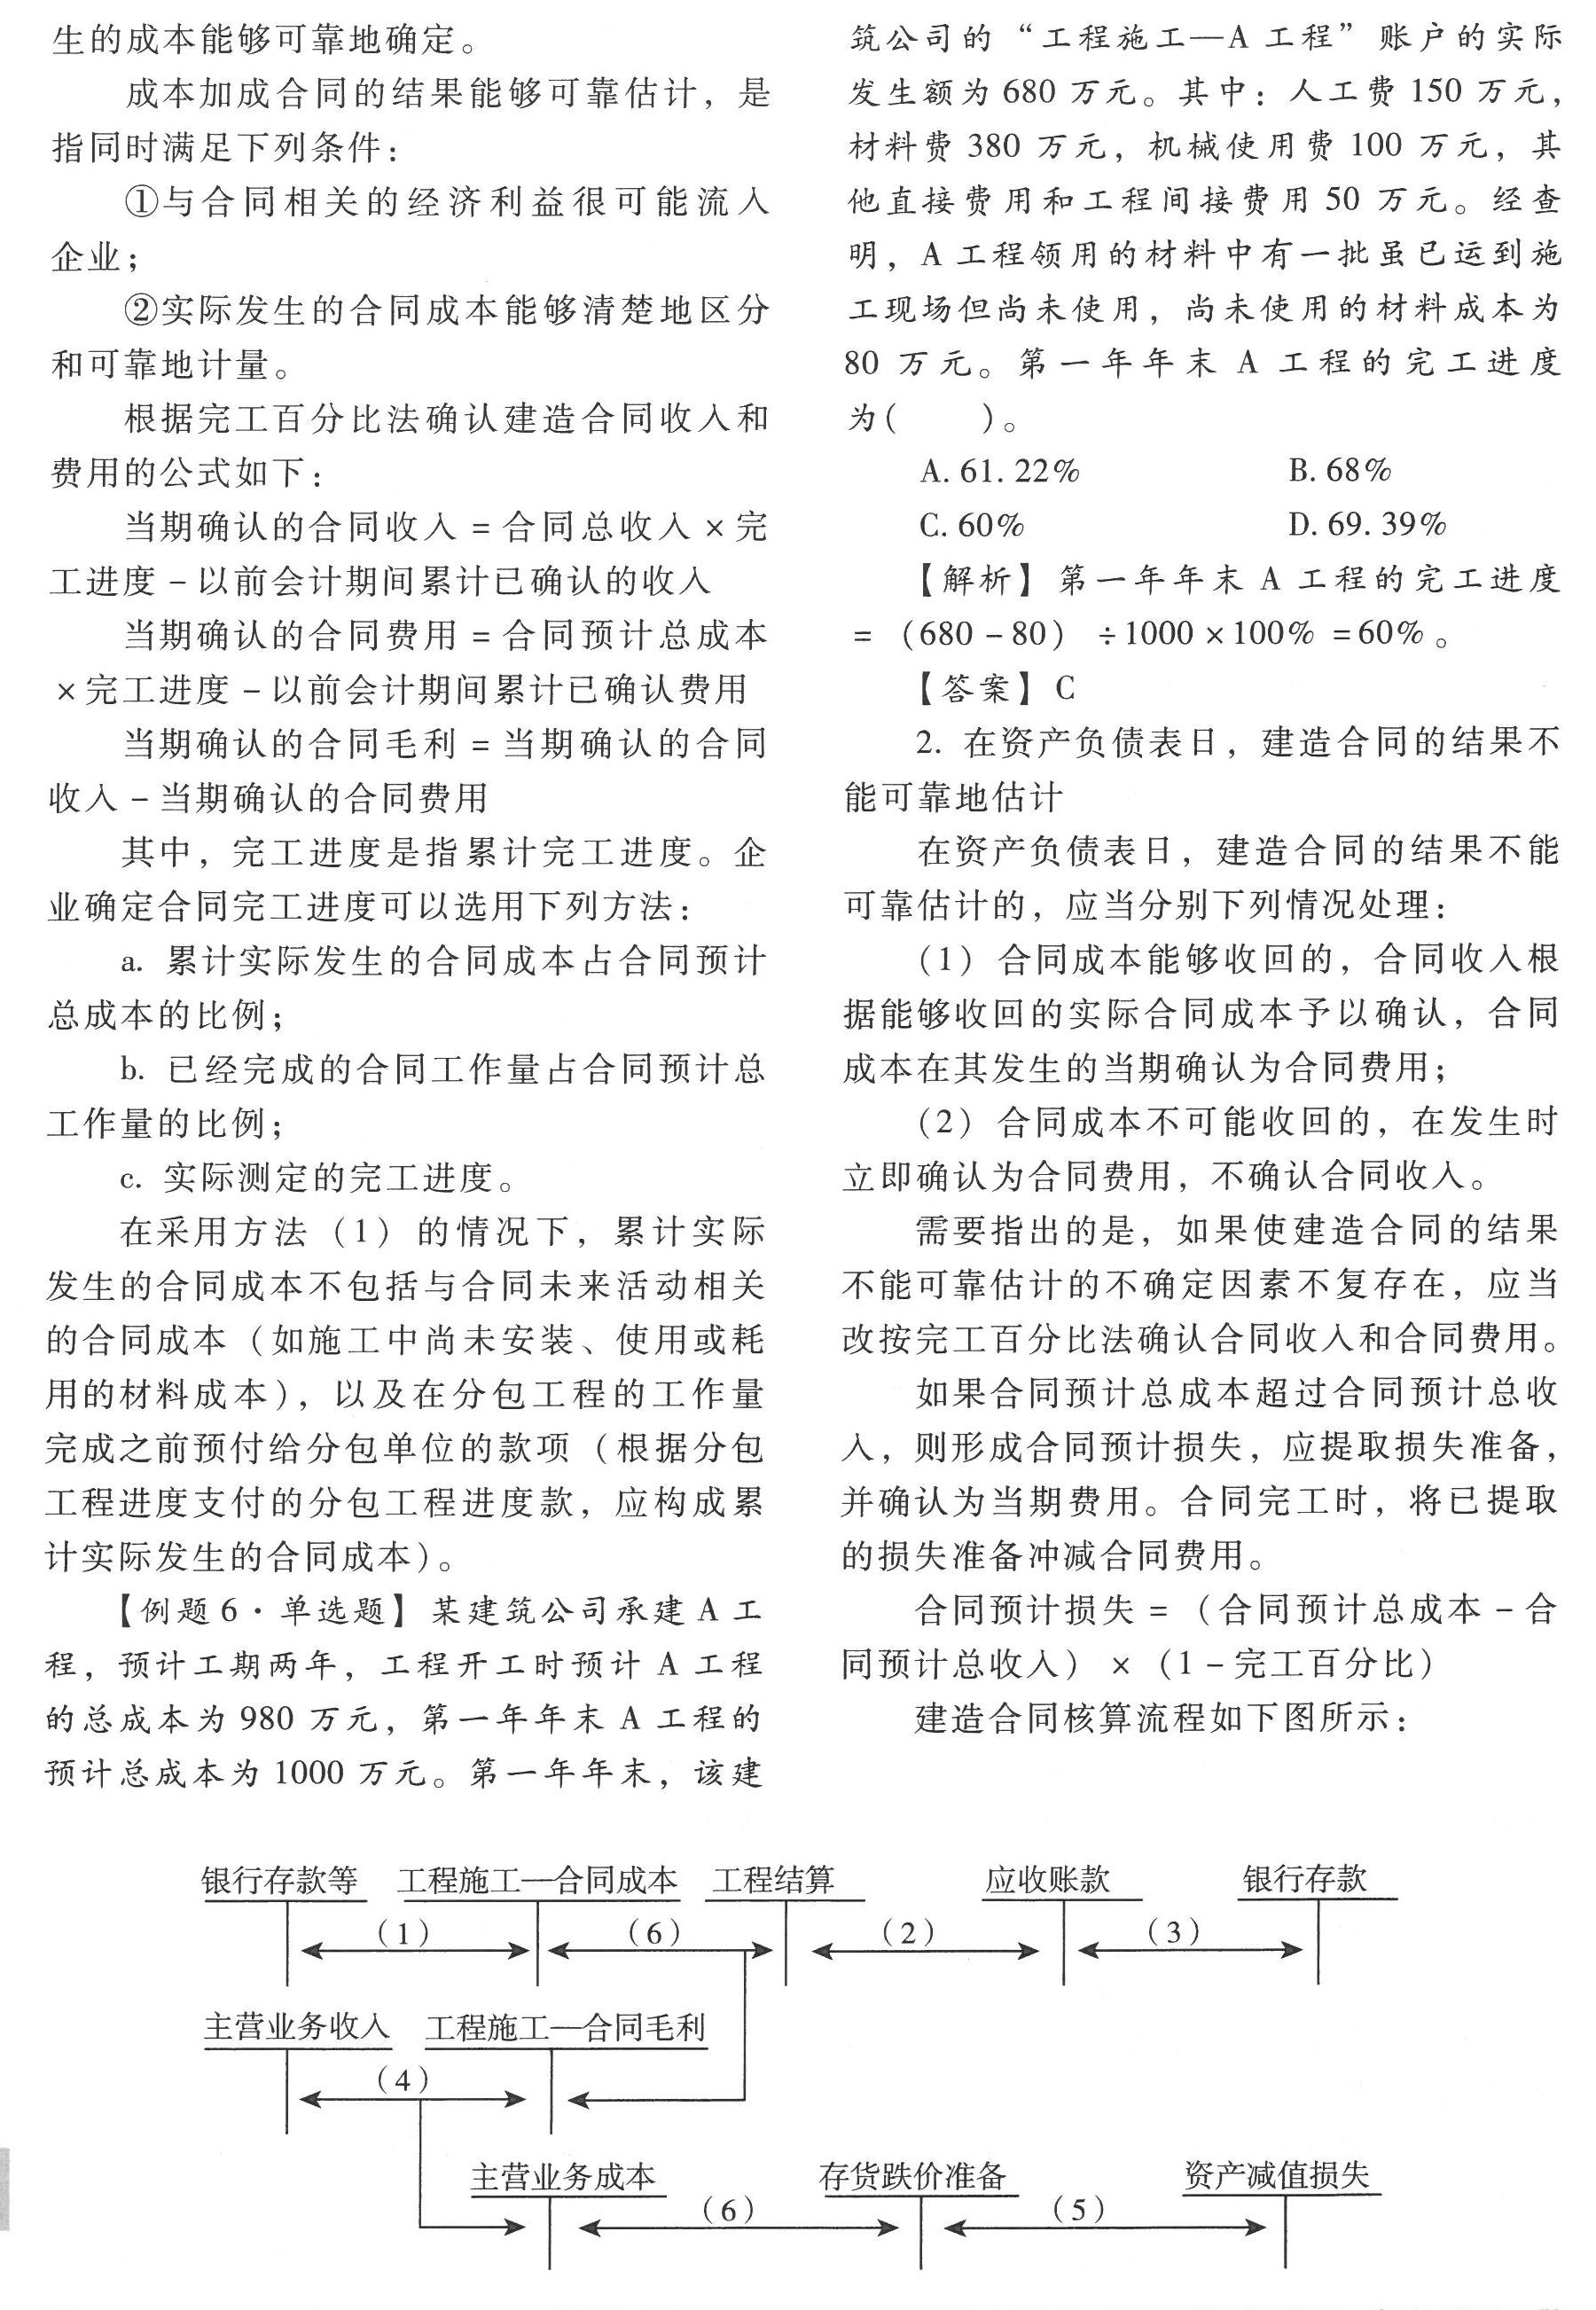 生的成本能够可靠地确定。
成本加成合同的结果能够可靠估计，是
指同时满足下列条件：
①与合同相关的经济利益很可能流入
企业；
②实际发生的合同成本能够清楚地区分
和可靠地计量。
根据完工百分比法确认建造合同收入和
费用的公式如下：
当期确认的合同收入=合同总收入×完
工进度－以前会计期间累计已确认的收入
当期确认的合同费用=合同预计总成本
×完工进度－以前会计期间累计已确认费用
当期确认的合同毛利=当期确认的合同
收入－当期确认的合同费用
其中，完工进度是指累计完工进度。企
业确定合同完工进度可以选用下列方法：
a. 累计实际发生的合同成本占合同预计
总成本的比例；
b. 已经完成的合同工作量占合同预计总
工作量的比例；
c. 实际测定的完工进度。
在采用方法（1）的情况下，累计实际
发生的合同成本不包括与合同未来活动相关
的合同成本（如施工中尚未安装、使用或耗
用的材料成本），以及在分包工程的工作量
完成之前预付给分包单位的款项（根据分包
工程进度支付的分包工程进度款，应构成累
计实际发生的合同成本）。
【例题6·单选题】某建筑公司承建A工
程，预计工期两年，工程开工时预计A工程
的总成本为980万元，第一年年末A工程的
预计总成本为1000万元。第一年年末，该建
筑公司的“工程施工—A工程”账户的实际
发生额为680万元。其中：人工费150万元，
材料费380万元，机械使用费100万元，其
他直接费用和工程间接费用50万元。经查
明，A工程领用的材料中有一批虽已运到施
工现场但尚未使用，尚未使用的材料成本为
80万元。第一年年末A工程的完工进度
为(  )。
A. 61.22%  B. 68%
C. 60%  D. 69.39%
【解析】第一年年末A工程的完工进度
=（680－80）÷1000×100%=60%。
【答案】C
2. 在资产负债表日，建造合同的结果不
能可靠地估计
在资产负债表日，建造合同的结果不能
可靠估计的，应当分别下列情况处理：
（1）合同成本能够收回的，合同收入根
据能够收回的实际合同成本予以确认，合同
成本在其发生的当期确认为合同费用；
（2）合同成本不可能收回的，在发生时
立即确认为合同费用，不确认合同收入。
需要指出的是，如果使建造合同的结果
不能可靠估计的不确定因素不复存在，应当
改按完工百分比法确认合同收入和合同费用。
如果合同预计总成本超过合同预计总收
入，则形成合同预计损失，应提取损失准备，
并确认为当期费用。合同完工时，将已提取
的损失准备冲减合同费用。
合同预计损失=（合同预计总成本－合
同预计总收入）×（1－完工百分比）
建造合同核算流程如下图所示：
银行存款等 工程施工—合同成本 工程结算 应收账款 银行存款
（1） （6） （2） （3）
主营业务收入 工程施工—合同毛利
（4）
主营业务成本 存货跌价准备 资产减值损失
（6） （5）